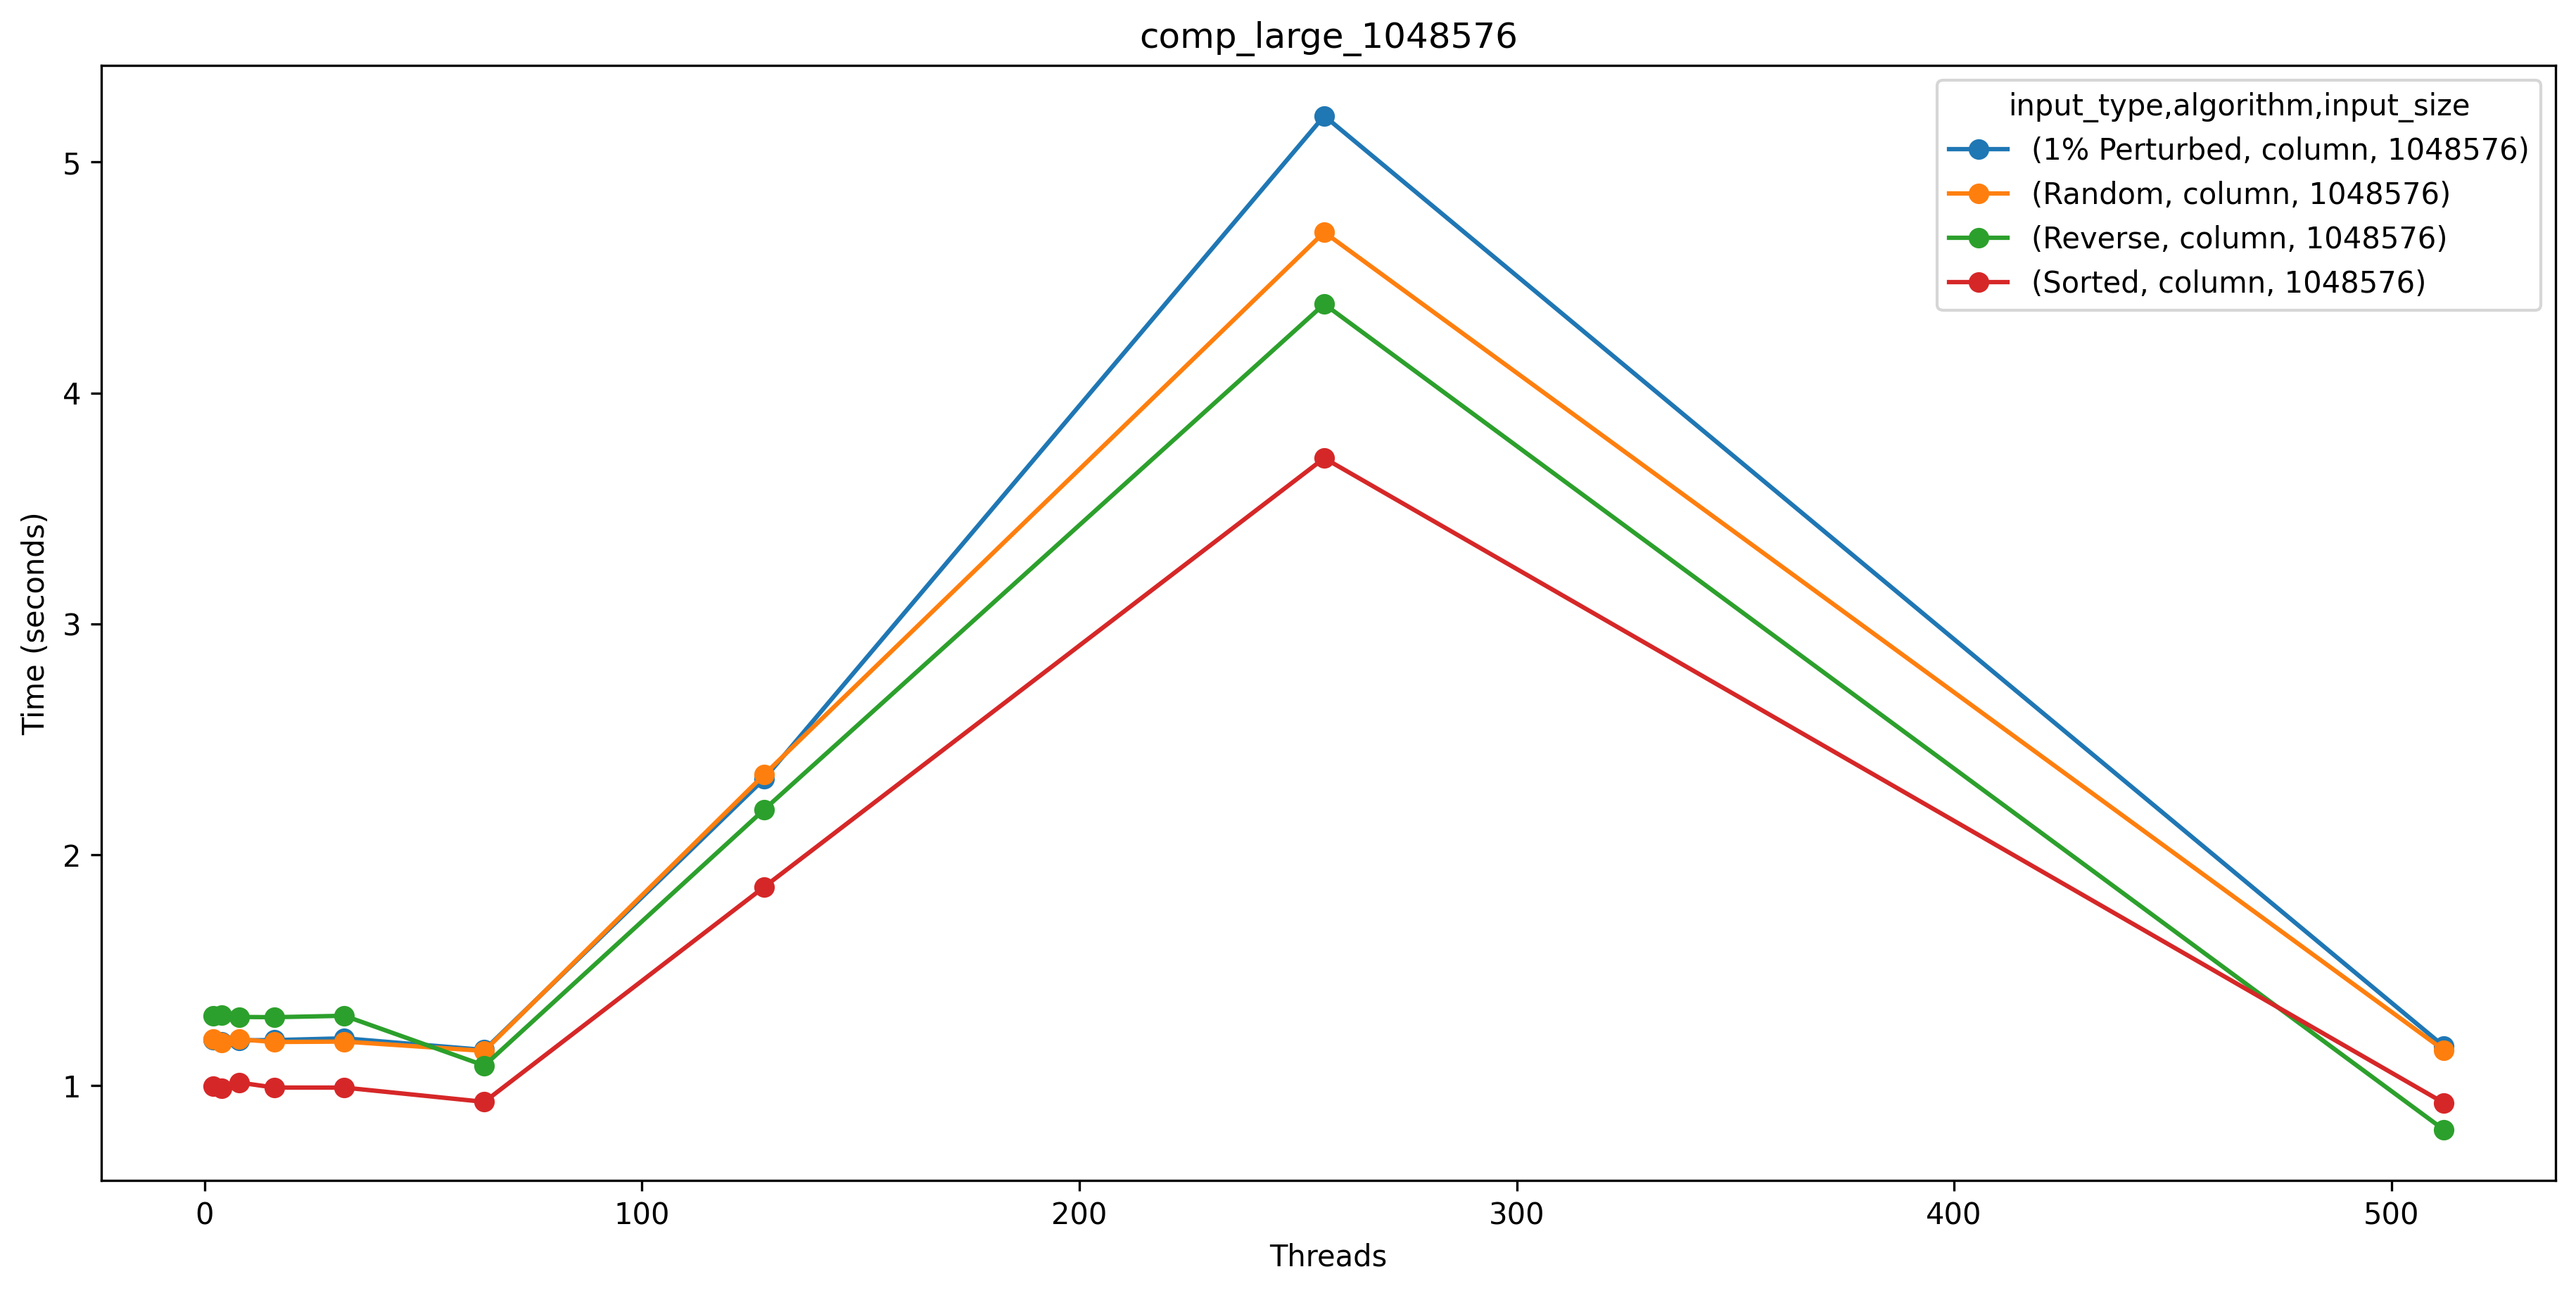 comp_large_1048576
input_type,algorithm,input_size
(1% Perturbed, column, 1048576)
(Random, column, 1048576)
(Reverse, column, 1048576)
(Sorted, column, 1048576)
Time (seconds)
5
4
3
2
1
0 100 200 300 400 500
Threads